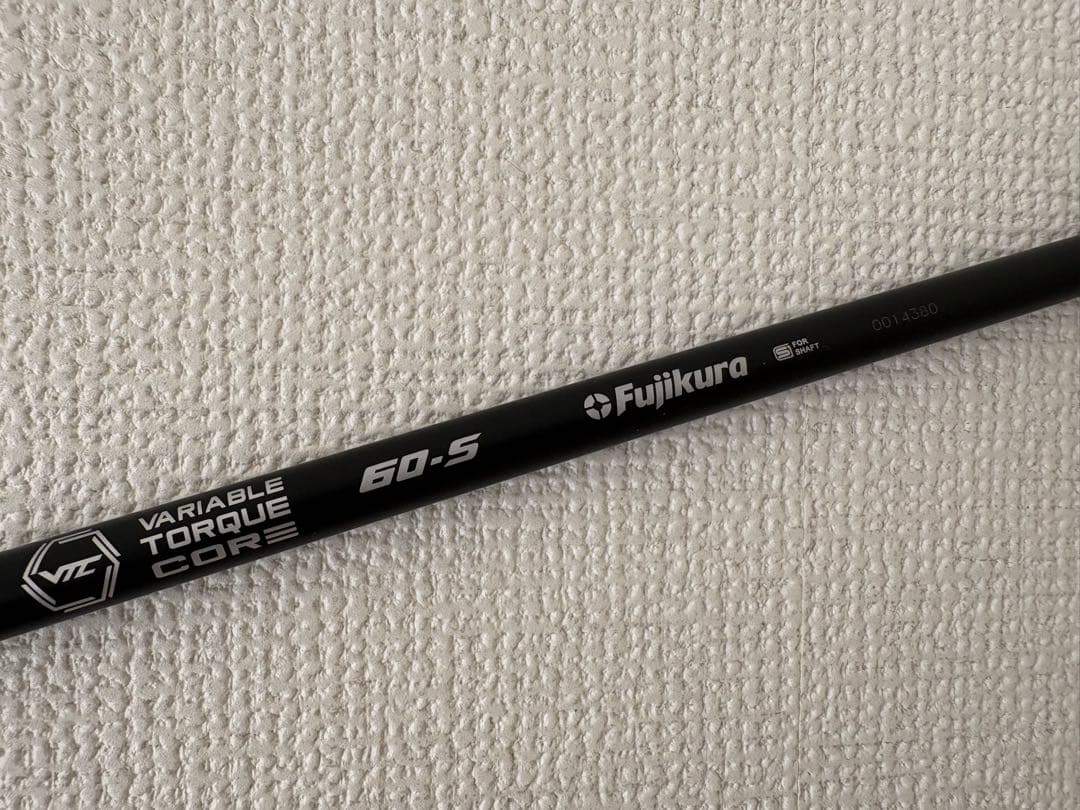 VTC
VARIABLE
TORQUE
CORE
60-S
Fujikura
S FOR
SHAFT
0014380